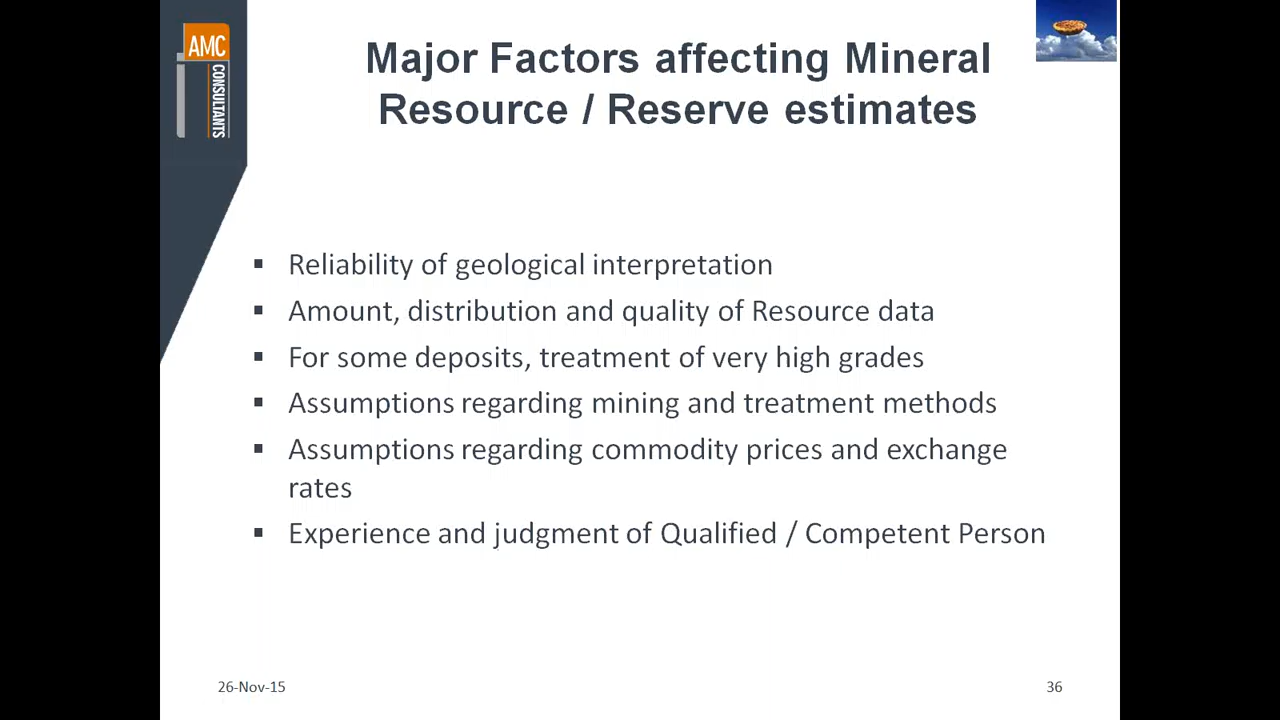 AMC
CONSULTANTS
Major Factors affecting Mineral
Resource / Reserve estimates
▪ Reliability of geological interpretation
▪ Amount, distribution and quality of Resource data
▪ For some deposits, treatment of very high grades
▪ Assumptions regarding mining and treatment methods
▪ Assumptions regarding commodity prices and exchange
rates
▪ Experience and judgment of Qualified / Competent Person
26-Nov-15
36